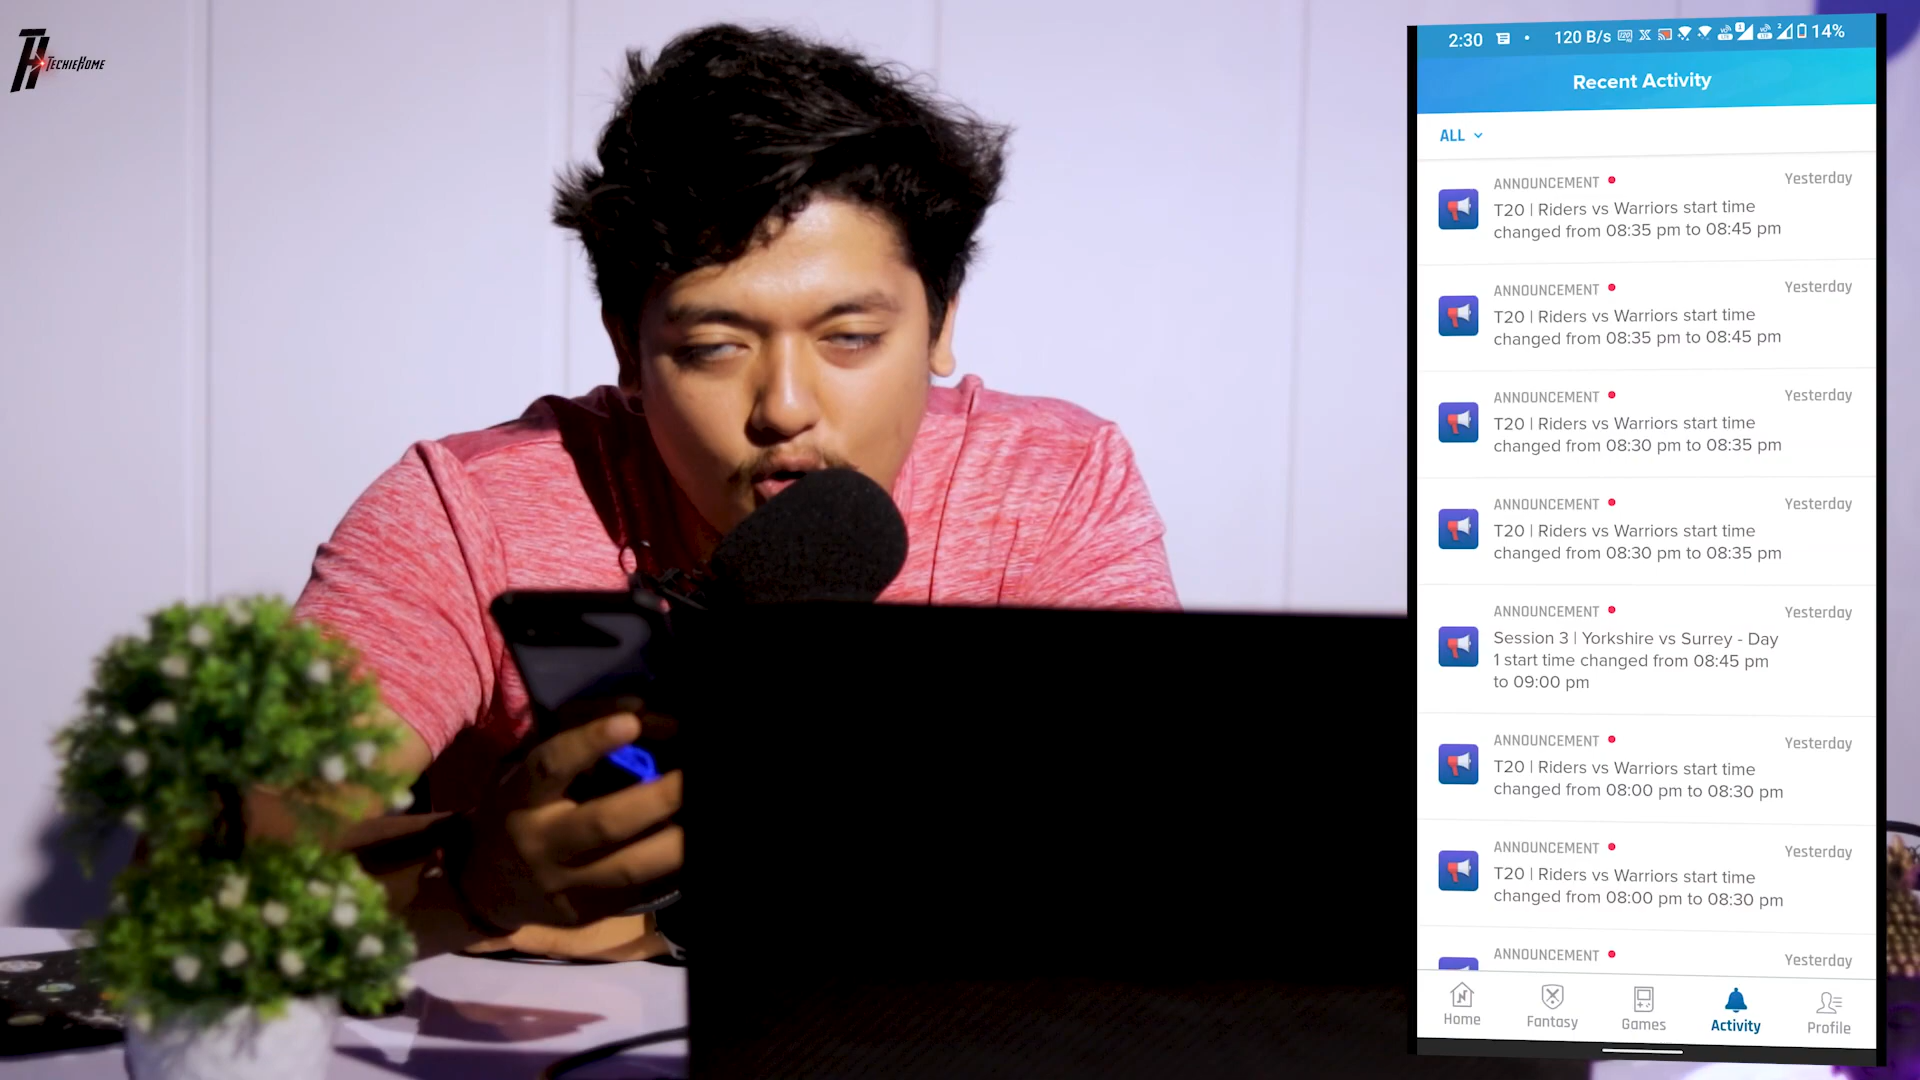 TECHIEHOME
2:30 120 B/s 14%
Recent Activity
ALL
ANNOUNCEMENT Yesterday
T20 | Riders vs Warriors start time
changed from 08:35 pm to 08:45 pm
ANNOUNCEMENT Yesterday
T20 | Riders vs Warriors start time
changed from 08:35 pm to 08:45 pm
ANNOUNCEMENT Yesterday
T20 | Riders vs Warriors start time
changed from 08:30 pm to 08:35 pm
ANNOUNCEMENT Yesterday
T20 | Riders vs Warriors start time
changed from 08:30 pm to 08:35 pm
ANNOUNCEMENT Yesterday
Session 3 | Yorkshire vs Surrey - Day
1 start time changed from 08:45 pm
to 09:00 pm
ANNOUNCEMENT Yesterday
T20 | Riders vs Warriors start time
changed from 08:00 pm to 08:30 pm
ANNOUNCEMENT Yesterday
T20 | Riders vs Warriors start time
changed from 08:00 pm to 08:30 pm
ANNOUNCEMENT Yesterday
Home Fantasy Games Activity Profile